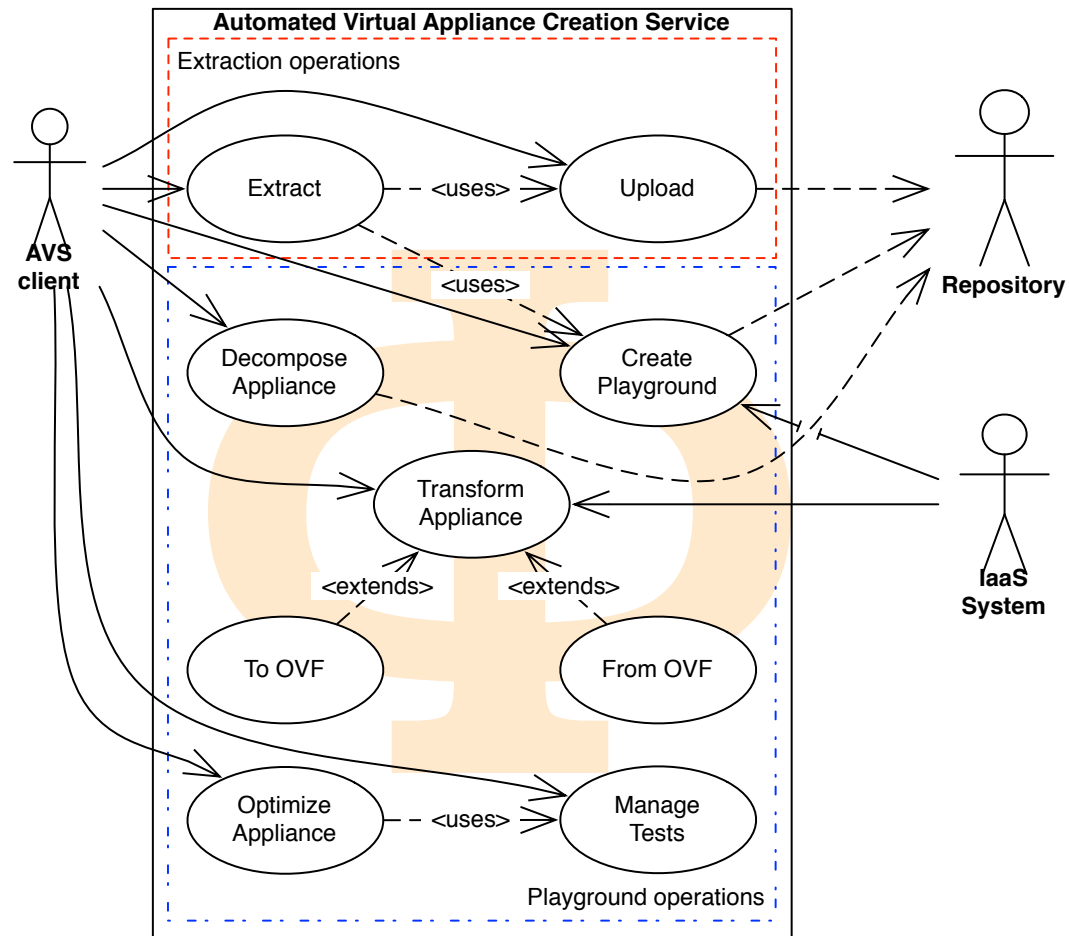 Automated Virtual Appliance Creation Service
Extraction operations
Extract
<uses>
Upload
AVS
client
<uses>
Repository
Decompose
Appliance
Create
Playground
Transform
Appliance
<extends>
<extends>
IaaS
System
To OVF
From OVF
Optimize
Appliance
<uses>
Manage
Tests
Playground operations